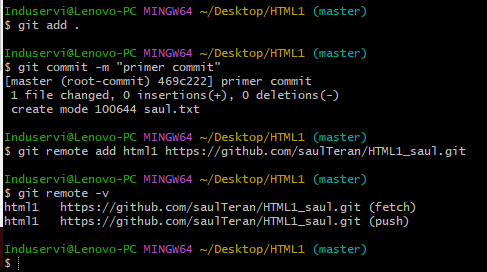 Induservi@Lenovo-PC MINGW64 ~/Desktop/HTML1 (master)
$ git add .
Induservi@Lenovo-PC MINGW64 ~/Desktop/HTML1 (master)
$ git commit -m "primer commit"
[master (root-commit) 469c222] primer commit
1 file changed, 0 insertions(+), 0 deletions(-)
create mode 100644 saul.txt
Induservi@Lenovo-PC MINGW64 ~/Desktop/HTML1 (master)
$ git remote add html1 https://github.com/saulTeran/HTML1_saul.git
Induservi@Lenovo-PC MINGW64 ~/Desktop/HTML1 (master)
$ git remote -v
html1 https://github.com/saulTeran/HTML1_saul.git (fetch)
html1 https://github.com/saulTeran/HTML1_saul.git (push)
Induservi@Lenovo-PC MINGW64 ~/Desktop/HTML1 (master)
$